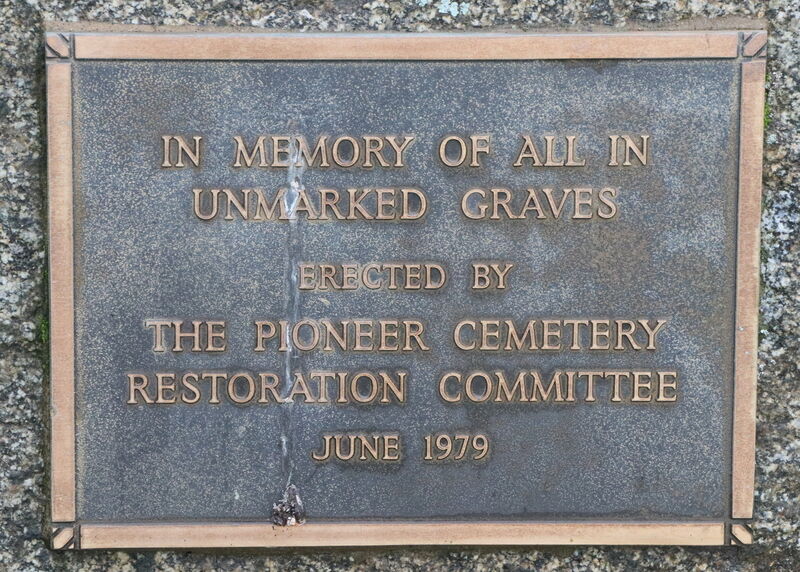 IN MEMORY OF ALL IN
UNMARKED GRAVES
ERECTED BY
THE PIONEER CEMETERY
RESTORATION COMMITTEE
JUNE 1979